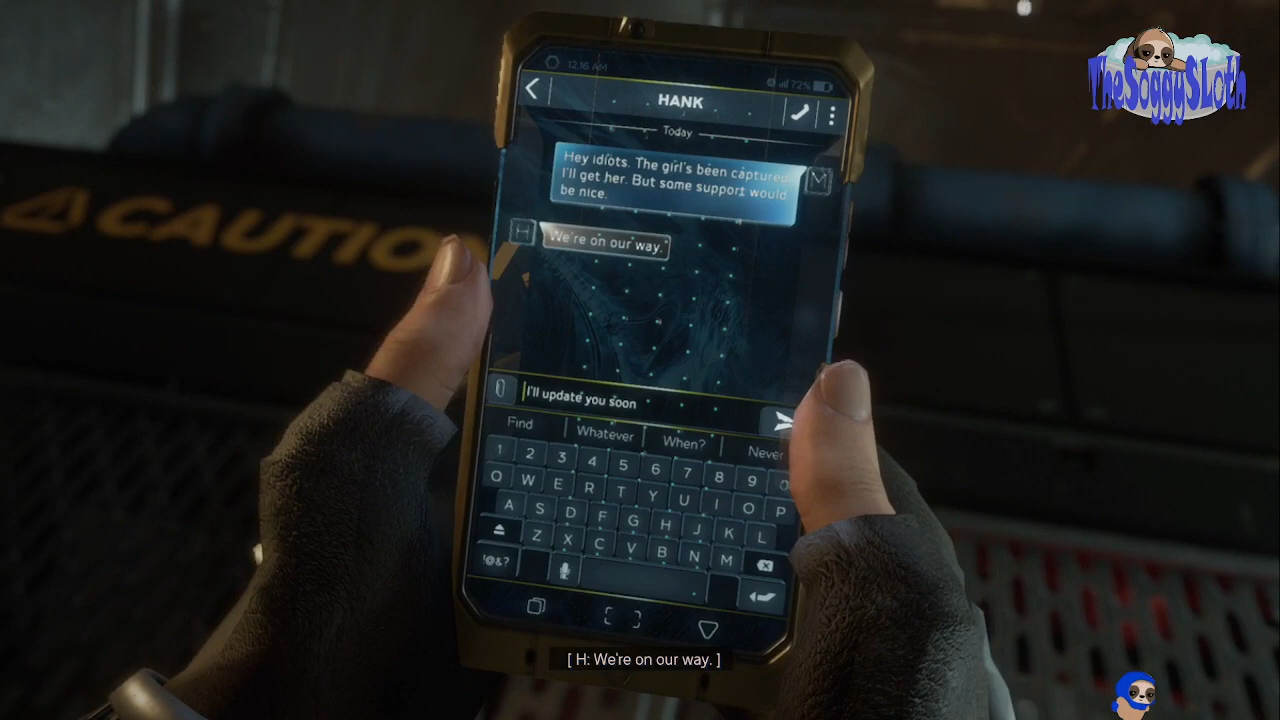 TheSoggySloth
12:16 AM
72%
HANK
Today
Hey idiots. The girl's been captured
I'll get her. But some support would
be nice.
M
H
We're on our way.
CAUTION
I'll update you soon
Find Whatever When? Never
1 2 3 4 5 6 7 8 9 0
Q W E R T Y U I O P
A S D F G H J K L
Z X C V B N M
!@&?
[ H: We're on our way. ]